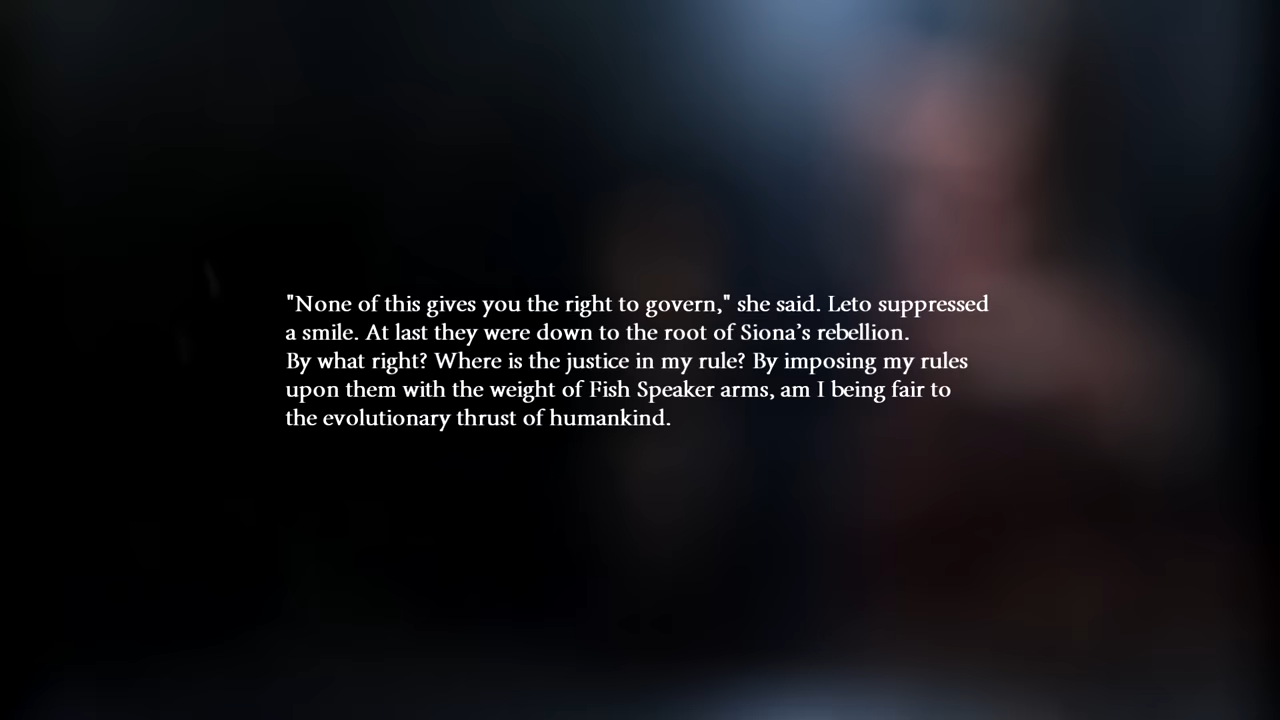 "None of this gives you the right to govern," she said. Leto suppressed
a smile. At last they were down to the root of Siona’s rebellion.
By what right? Where is the justice in my rule? By imposing my rules
upon them with the weight of Fish Speaker arms, am I being fair to
the evolutionary thrust of humankind.